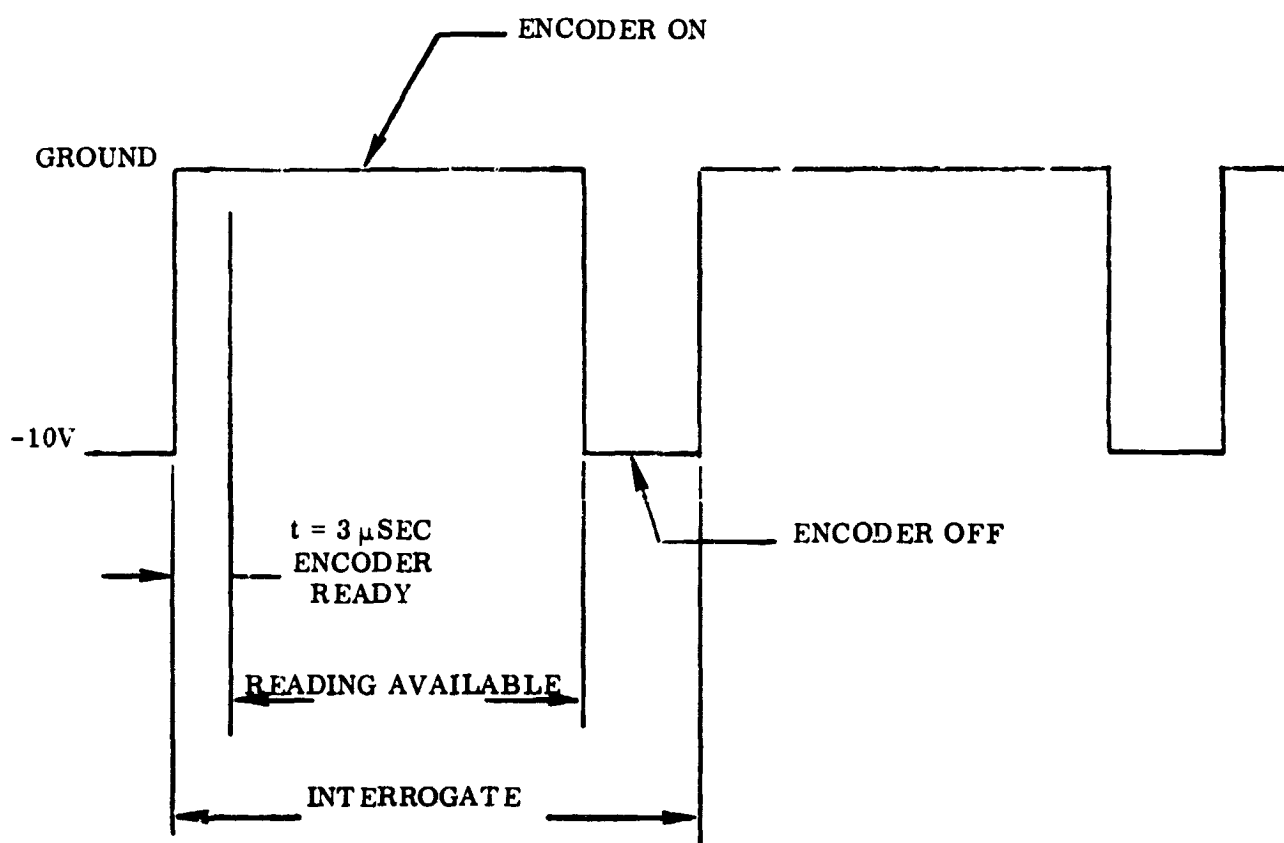 ENCODER ON
GROUND
-10V
t = 3 μSEC
ENCODER
READY
ENCODER OFF
READING AVAILABLE
INTERROGATE